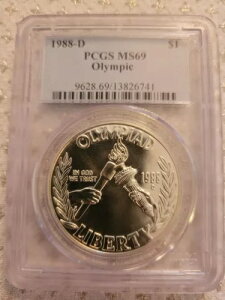 1988-D $1
PCGS MS69
Olympic
9628.69/13826741
OLYMPIAD
IN GOD
WE TRUST
1988
LIBERTY